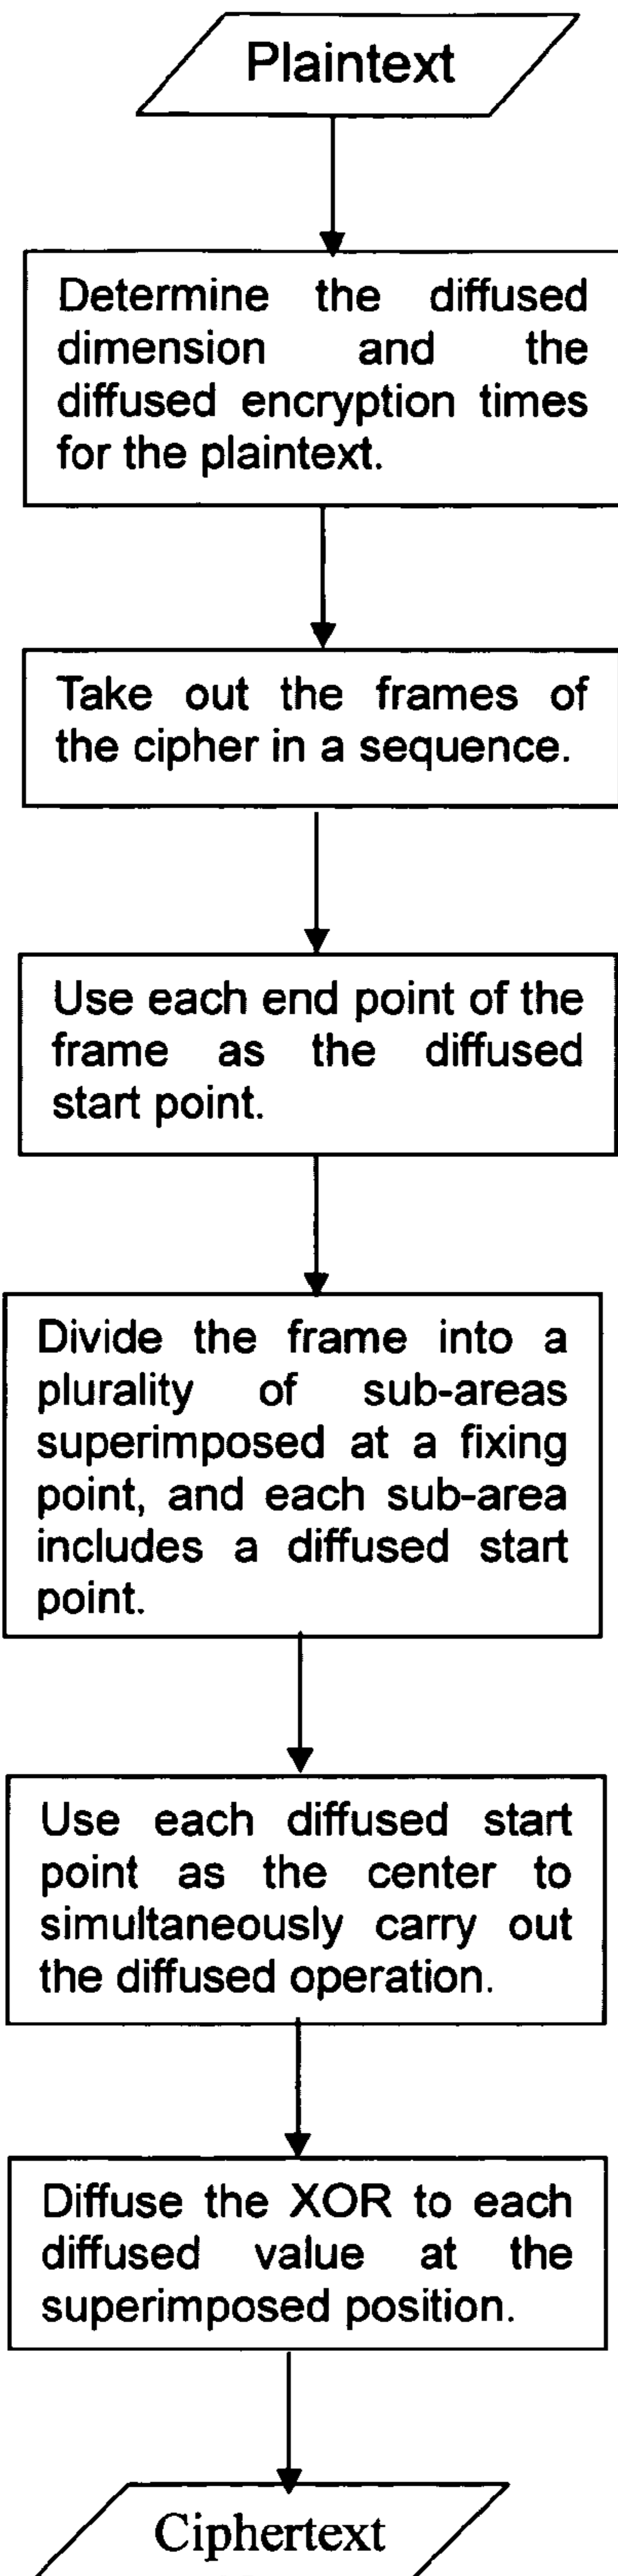 Plaintext
Determine the diffused
dimension and the
diffused encryption times
for the plaintext.
Take out the frames of
the cipher in a sequence.
Use each end point of the
frame as the diffused
start point.
Divide the frame into a
plurality of sub-areas
superimposed at a fixing
point, and each sub-area
includes a diffused start
point.
Use each diffused start
point as the center to
simultaneously carry out
the diffused operation.
Diffuse the XOR to each
diffused value at the
superimposed position.
Ciphertext